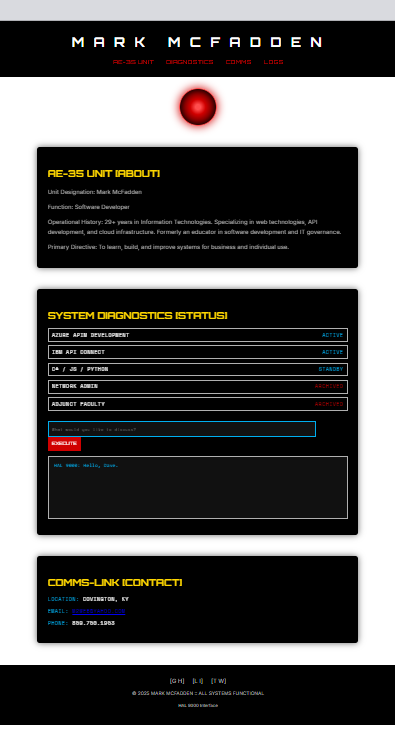 MARK MCFADDEN
AE-35 UNIT DIAGNOSTICS COMMS LOGS
AE-35 UNIT [ABOUT]
Unit Designation: Mark McFadden
Function: Software Developer
Operational History: 29+ years in Information Technologies. Specializing in web technologies, API
development, and cloud infrastructure. Formerly an educator in software development and IT governance.
Primary Directive: To learn, build, and improve systems for business and individual use.
SYSTEM DIAGNOSTICS [STATUS]
AZURE APIM DEVELOPMENT ACTIVE
IBM API CONNECT ACTIVE
C# / JS / PYTHON STANDBY
NETWORK ADMIN ARCHIVED
ADJUNCT FACULTY ARCHIVED
What would you like to discuss?
EXECUTE
HAL 9000: Hello, Dave.
COMMS-LINK [CONTACT]
LOCATION: COVINGTON, KY
EMAIL:
PHONE: 859.750.1963
[G H] [L I] [T W]
© 2025 MARK MCFADDEN :: ALL SYSTEMS FUNCTIONAL
HAL 9000 Interface